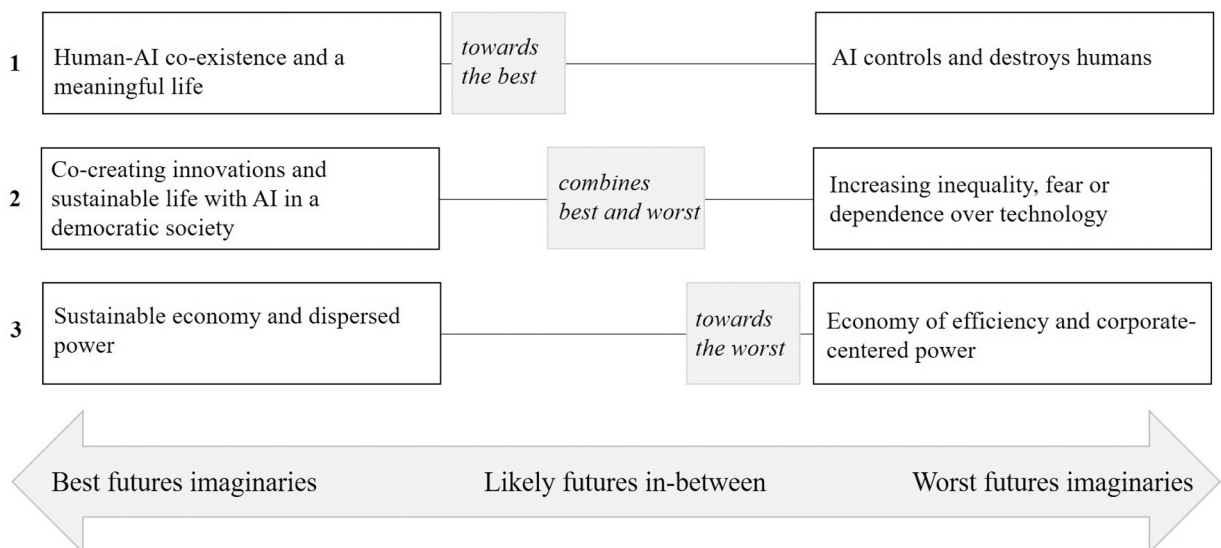 1
Human-AI co-existence and a
meaningful life
towards
the best
AI controls and destroys humans
2
Co-creating innovations and
sustainable life with AI in a
democratic society
combines
best and worst
Increasing inequality, fear or
dependence over technology
3
Sustainable economy and dispersed
power
towards
the worst
Economy of efficiency and corporate-
centered power
Best futures imaginaries
Likely futures in-between
Worst futures imaginaries